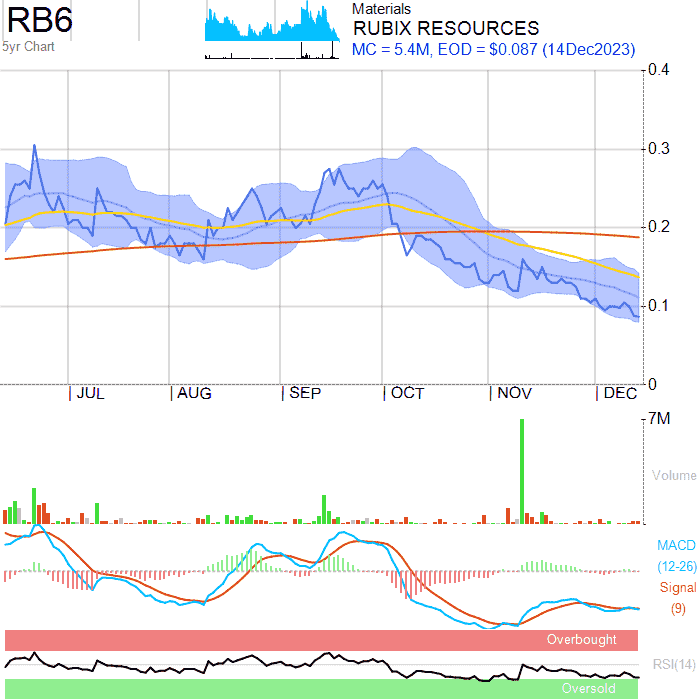 RB6
5yr Chart
Materials
RUBIX RESOURCES
MC = 5.4M, EOD = $0.087 (14Dec2023)
0.4
0.3
0.2
0.1
0
JUL AUG SEP OCT NOV DEC
7M
Volume
MACD
(12-26)
Signal
(9)
Overbought
RSI(14)
Oversold